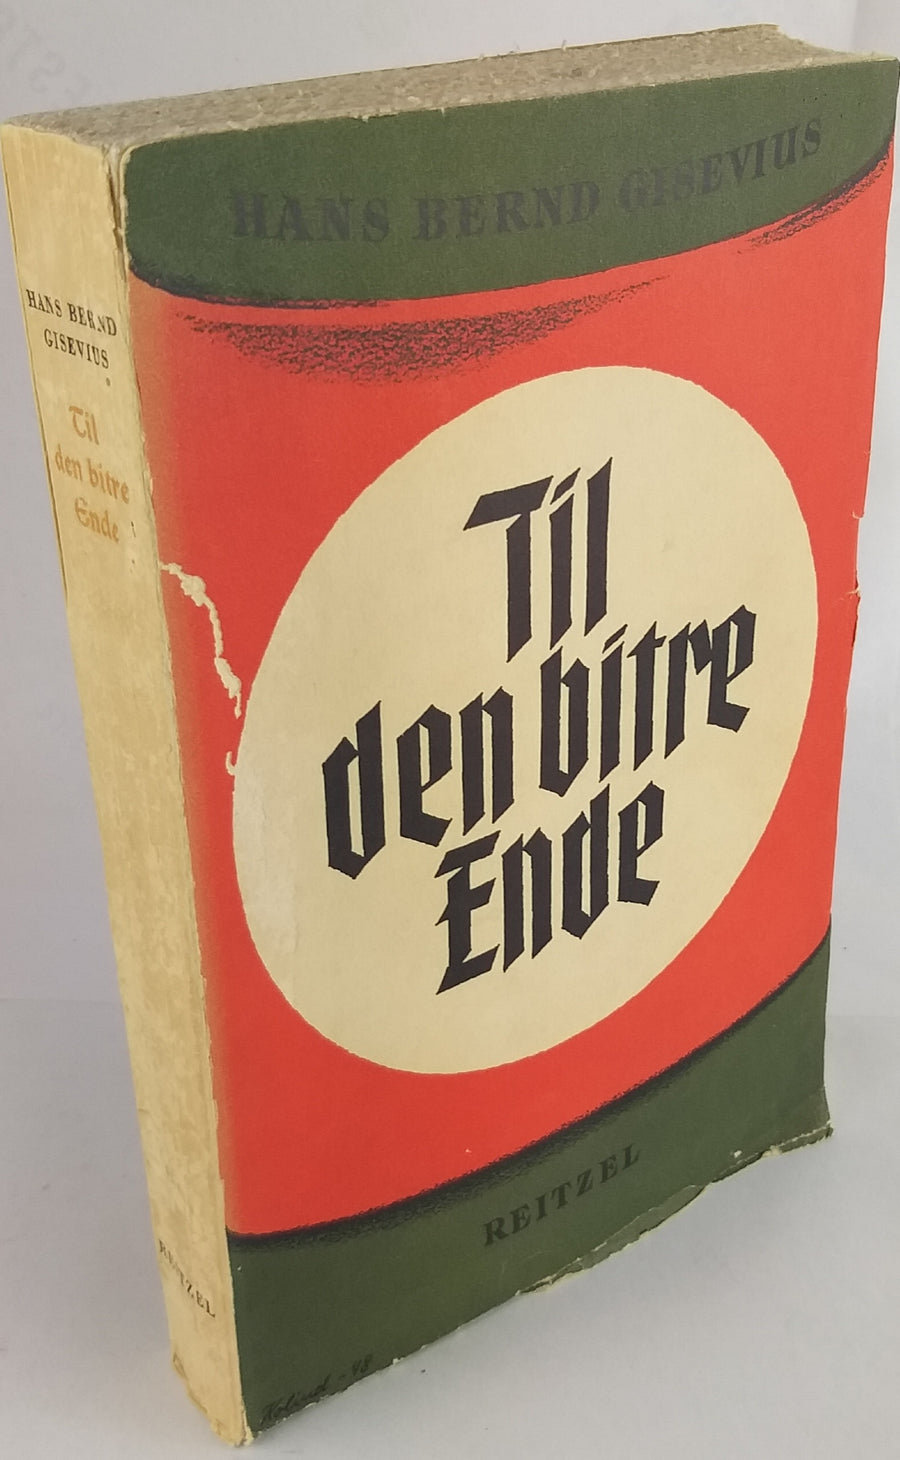 HANS BERND GISEVIUS
Til
den bitre
Ende
REITZEL
HANS BERND
GISEVIUS
Til
den bitre
Ende
REITZEL